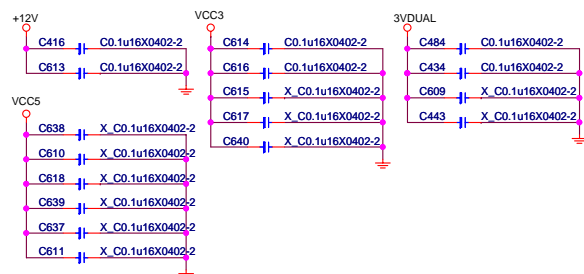 +12V
C416 C0.1u16X0402-2
C613 C0.1u16X0402-2
VCC5
C638 X_C0.1u16X0402-2
C610 X_C0.1u16X0402-2
C618 X_C0.1u16X0402-2
C639 X_C0.1u16X0402-2
C637 X_C0.1u16X0402-2
C611 X_C0.1u16X0402-2
VCC3
C614 C0.1u16X0402-2
C616 C0.1u16X0402-2
C615 X_C0.1u16X0402-2
C617 X_C0.1u16X0402-2
C640 X_C0.1u16X0402-2
3VDUAL
C484 C0.1u16X0402-2
C434 C0.1u16X0402-2
C609 X_C0.1u16X0402-2
C443 X_C0.1u16X0402-2